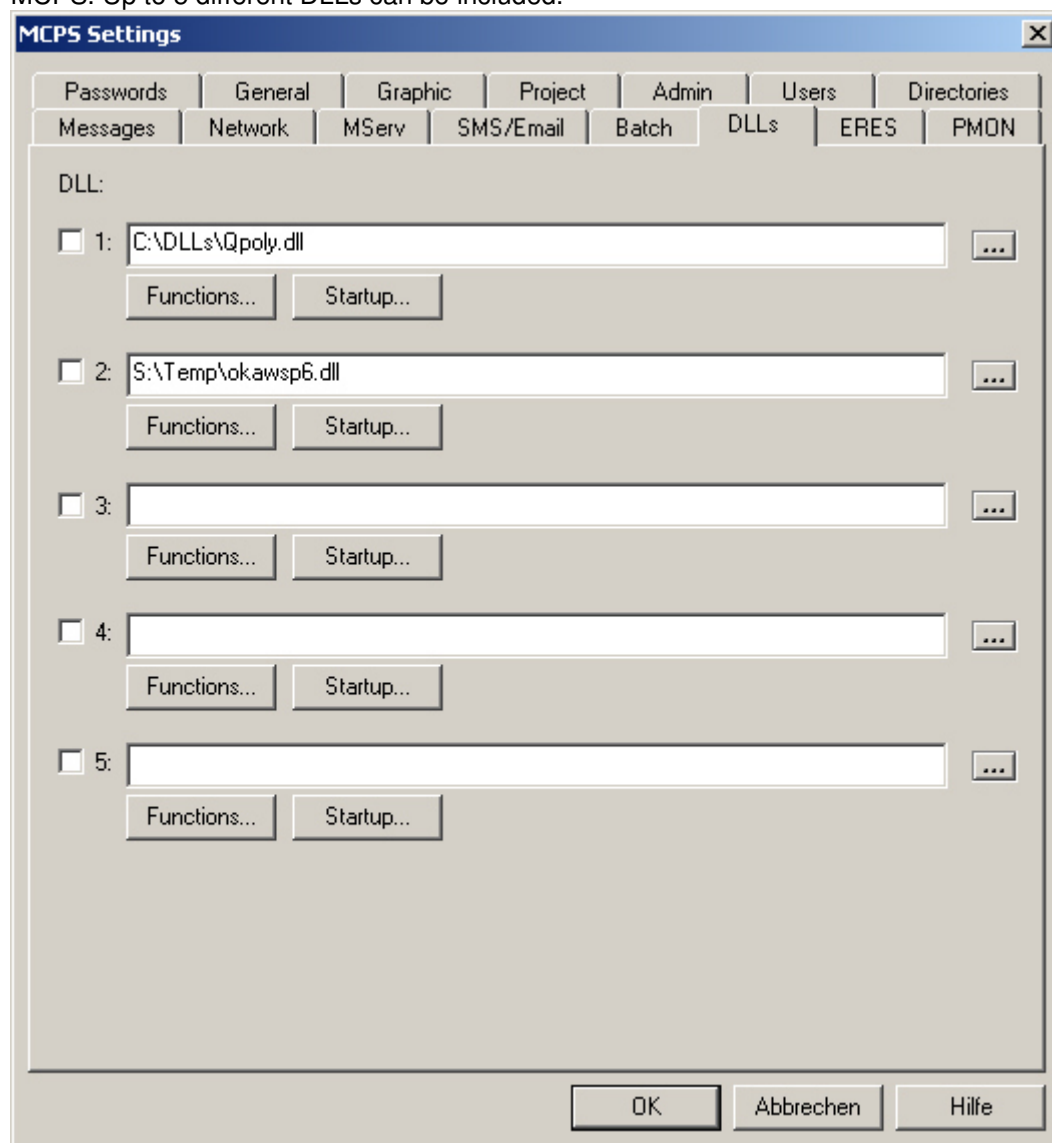 MCPS. Up to 5 different DLLs can be included.
MCPS Settings
Passwords General Graphic Project Admin Users Directories
Messages Network MServ SMS/Email Batch DLLs ERES PMON
DLL:
1: C:\DLLs\Qpoly.dll ...
Functions... Startup...
2: S:\Temp\okawsp6.dll ...
Functions... Startup...
3: ...
Functions... Startup...
4: ...
Functions... Startup...
5: ...
Functions... Startup...
OK Abbrechen Hilfe